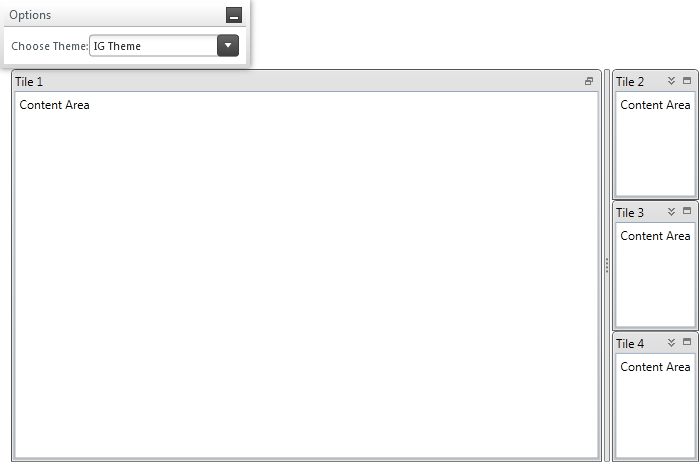 Options
Choose Theme: IG Theme
Tile 1
Content Area
Tile 2
Content Area
Tile 3
Content Area
Tile 4
Content Area